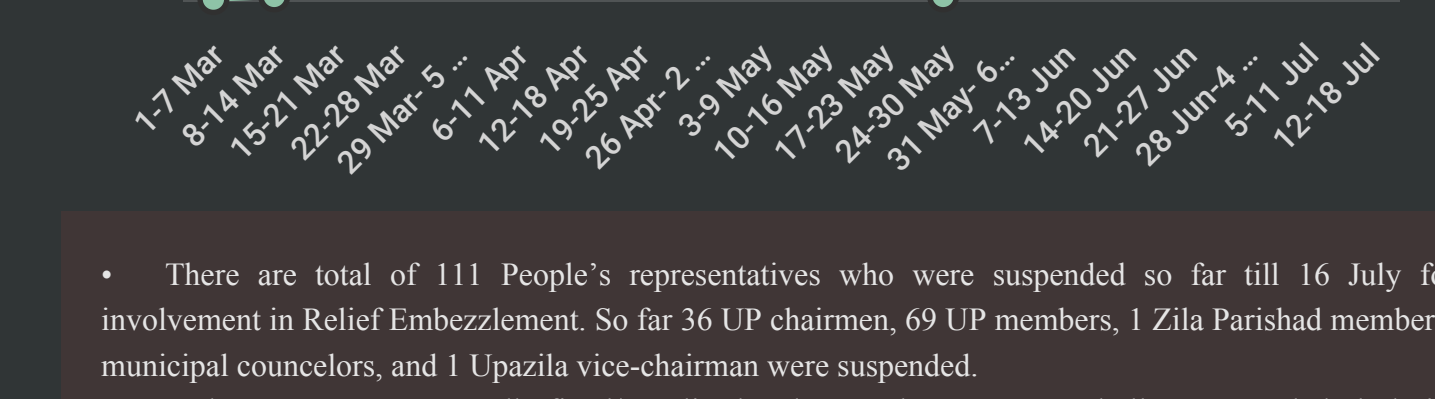 1-7 Mar
8-14 Mar
15-21 Mar
22-28 Mar
29 Mar- 5 ...
6-11 Apr
12-18 Apr
19-25 Apr
26 Apr- 2 ...
3-9 May
10-16 May
17-23 May
24-30 May
31 May- 6...
7-13 Jun
14-20 Jun
21-27 Jun
28 Jun-4 ...
5-11 Jul
12-18 Jul
• There are total of 111 People’s representatives who were suspended so far till 16 July
involvement in Relief Embezzlement. So far 36 UP chairmen, 69 UP members, 1 Zila Parishad member
municipal councelors, and 1 Upazila vice-chairman were suspended.